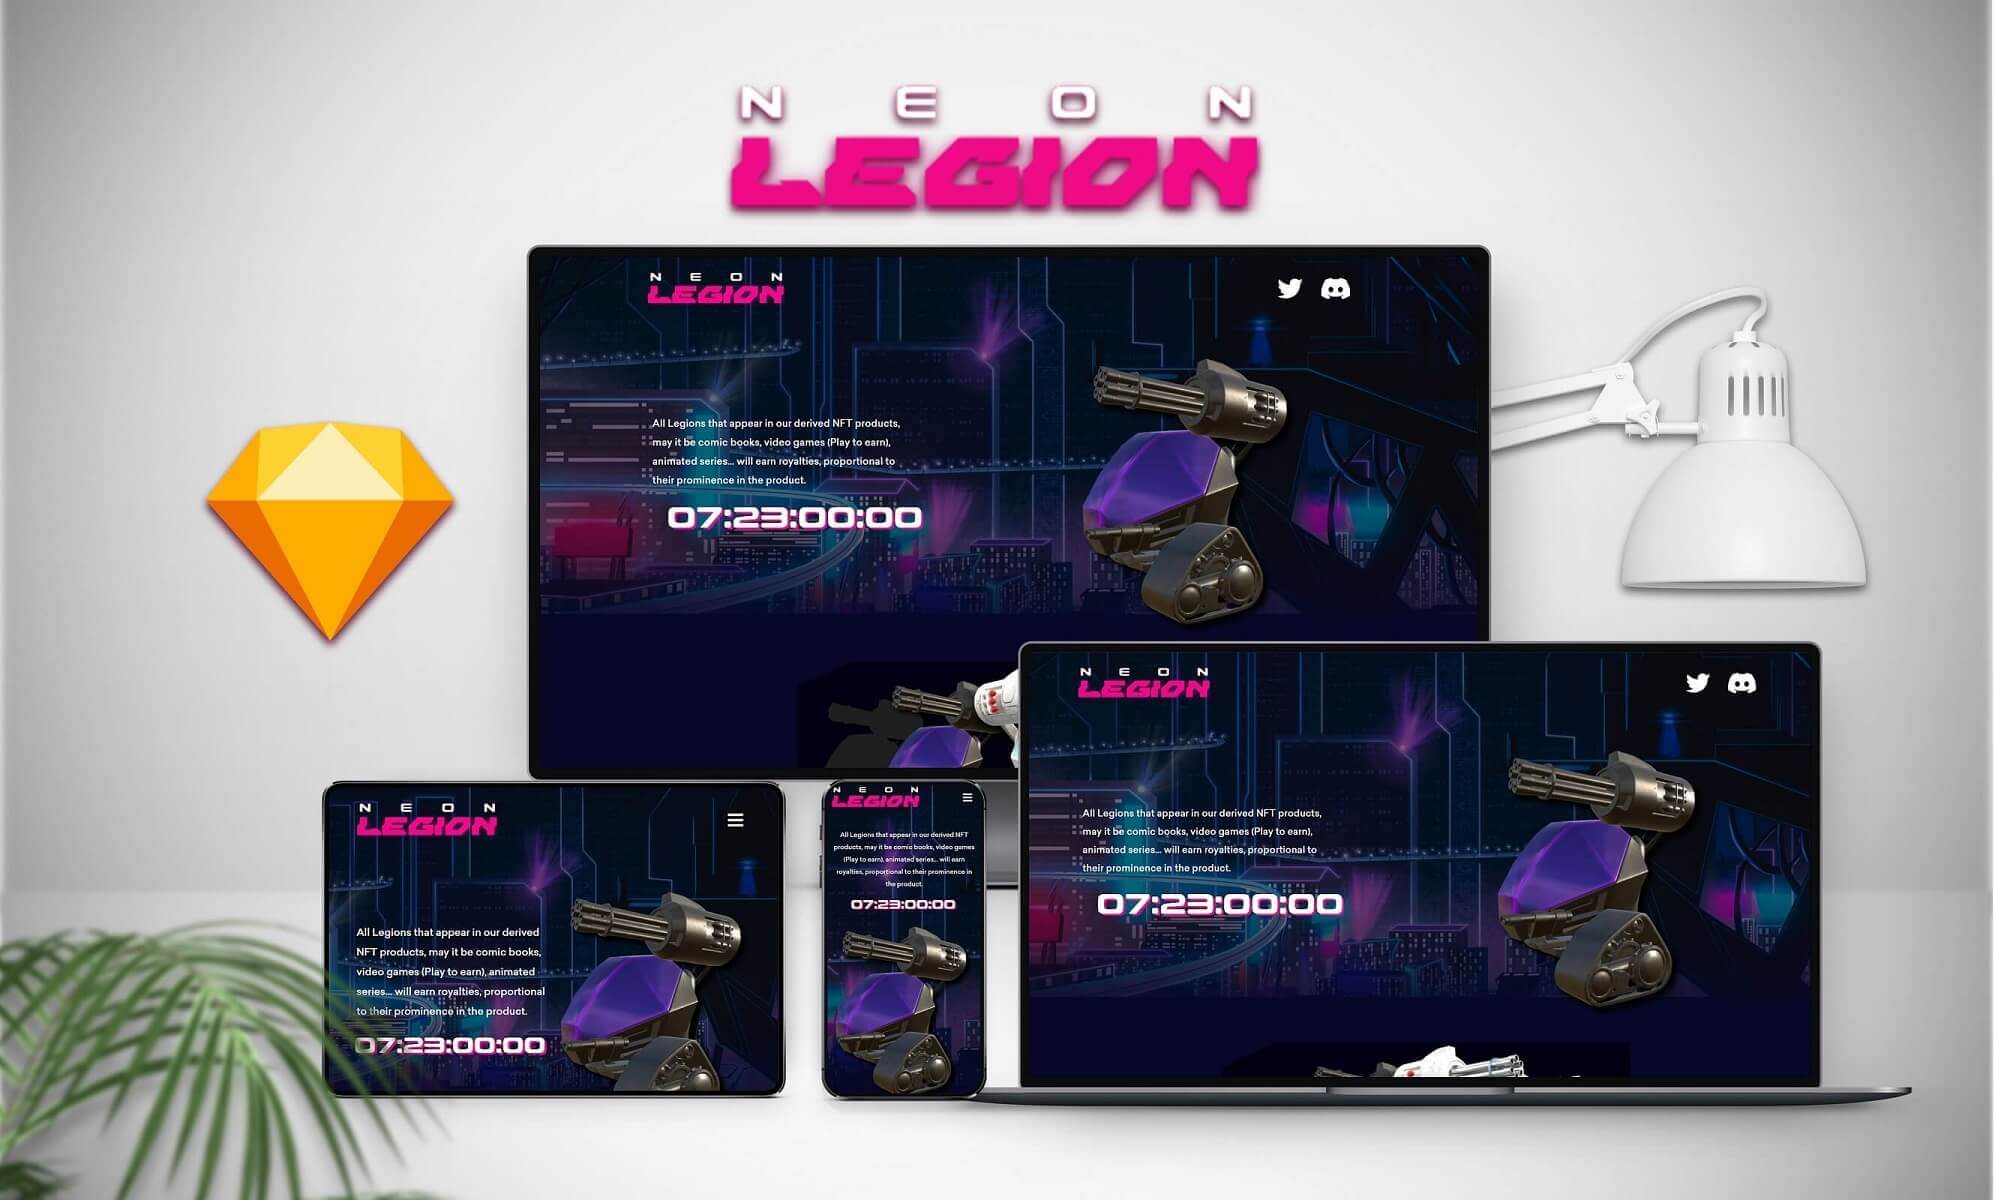 NEON
LEGION
NEON
LEGION
All Legions that appear in our derived NFT products,
may it be comic books, video games (Play to earn),
animated series... will earn royalties, proportional to
their prominence in the product.
07:23:00:00
NEON
LEGION
All Legions that appear in our derived NFT products,
may it be comic books, video games (Play to earn),
animated series... will earn royalties, proportional to
their prominence in the product.
07:23:00:00
NEON
LEGION
All Legions that appear in our derived
NFT products, may it be comic books,
video games (Play to earn), animated
series... will earn royalties, proportional
to their prominence in the product.
07:23:00:00
NEON
LEGION
All Legions that appear in our derived NFT
products, may it be comic books, video games
(Play to earn), animated series... will earn
royalties, proportional to their prominence in
the product.
07:23:00:00